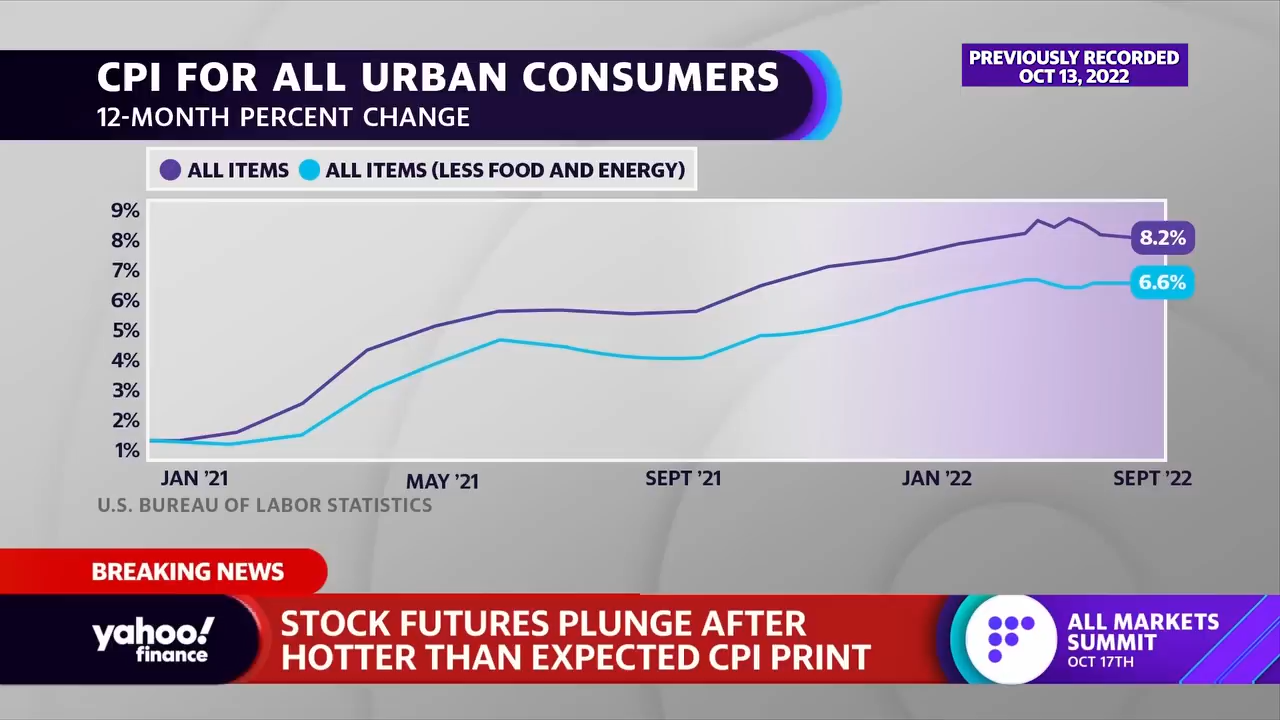 CPI FOR ALL URBAN CONSUMERS
12-MONTH PERCENT CHANGE
PREVIOUSLY RECORDED
OCT 13, 2022
ALL ITEMS ALL ITEMS (LESS FOOD AND ENERGY)
9%
8%
7%
6%
5%
4%
3%
2%
1%
8.2%
6.6%
JAN '21 MAY '21 SEPT '21 JAN '22 SEPT '22
U.S. BUREAU OF LABOR STATISTICS
BREAKING NEWS
yahoo!
finance
STOCK FUTURES PLUNGE AFTER
HOTTER THAN EXPECTED CPI PRINT
ALL MARKETS
SUMMIT
OCT 17TH